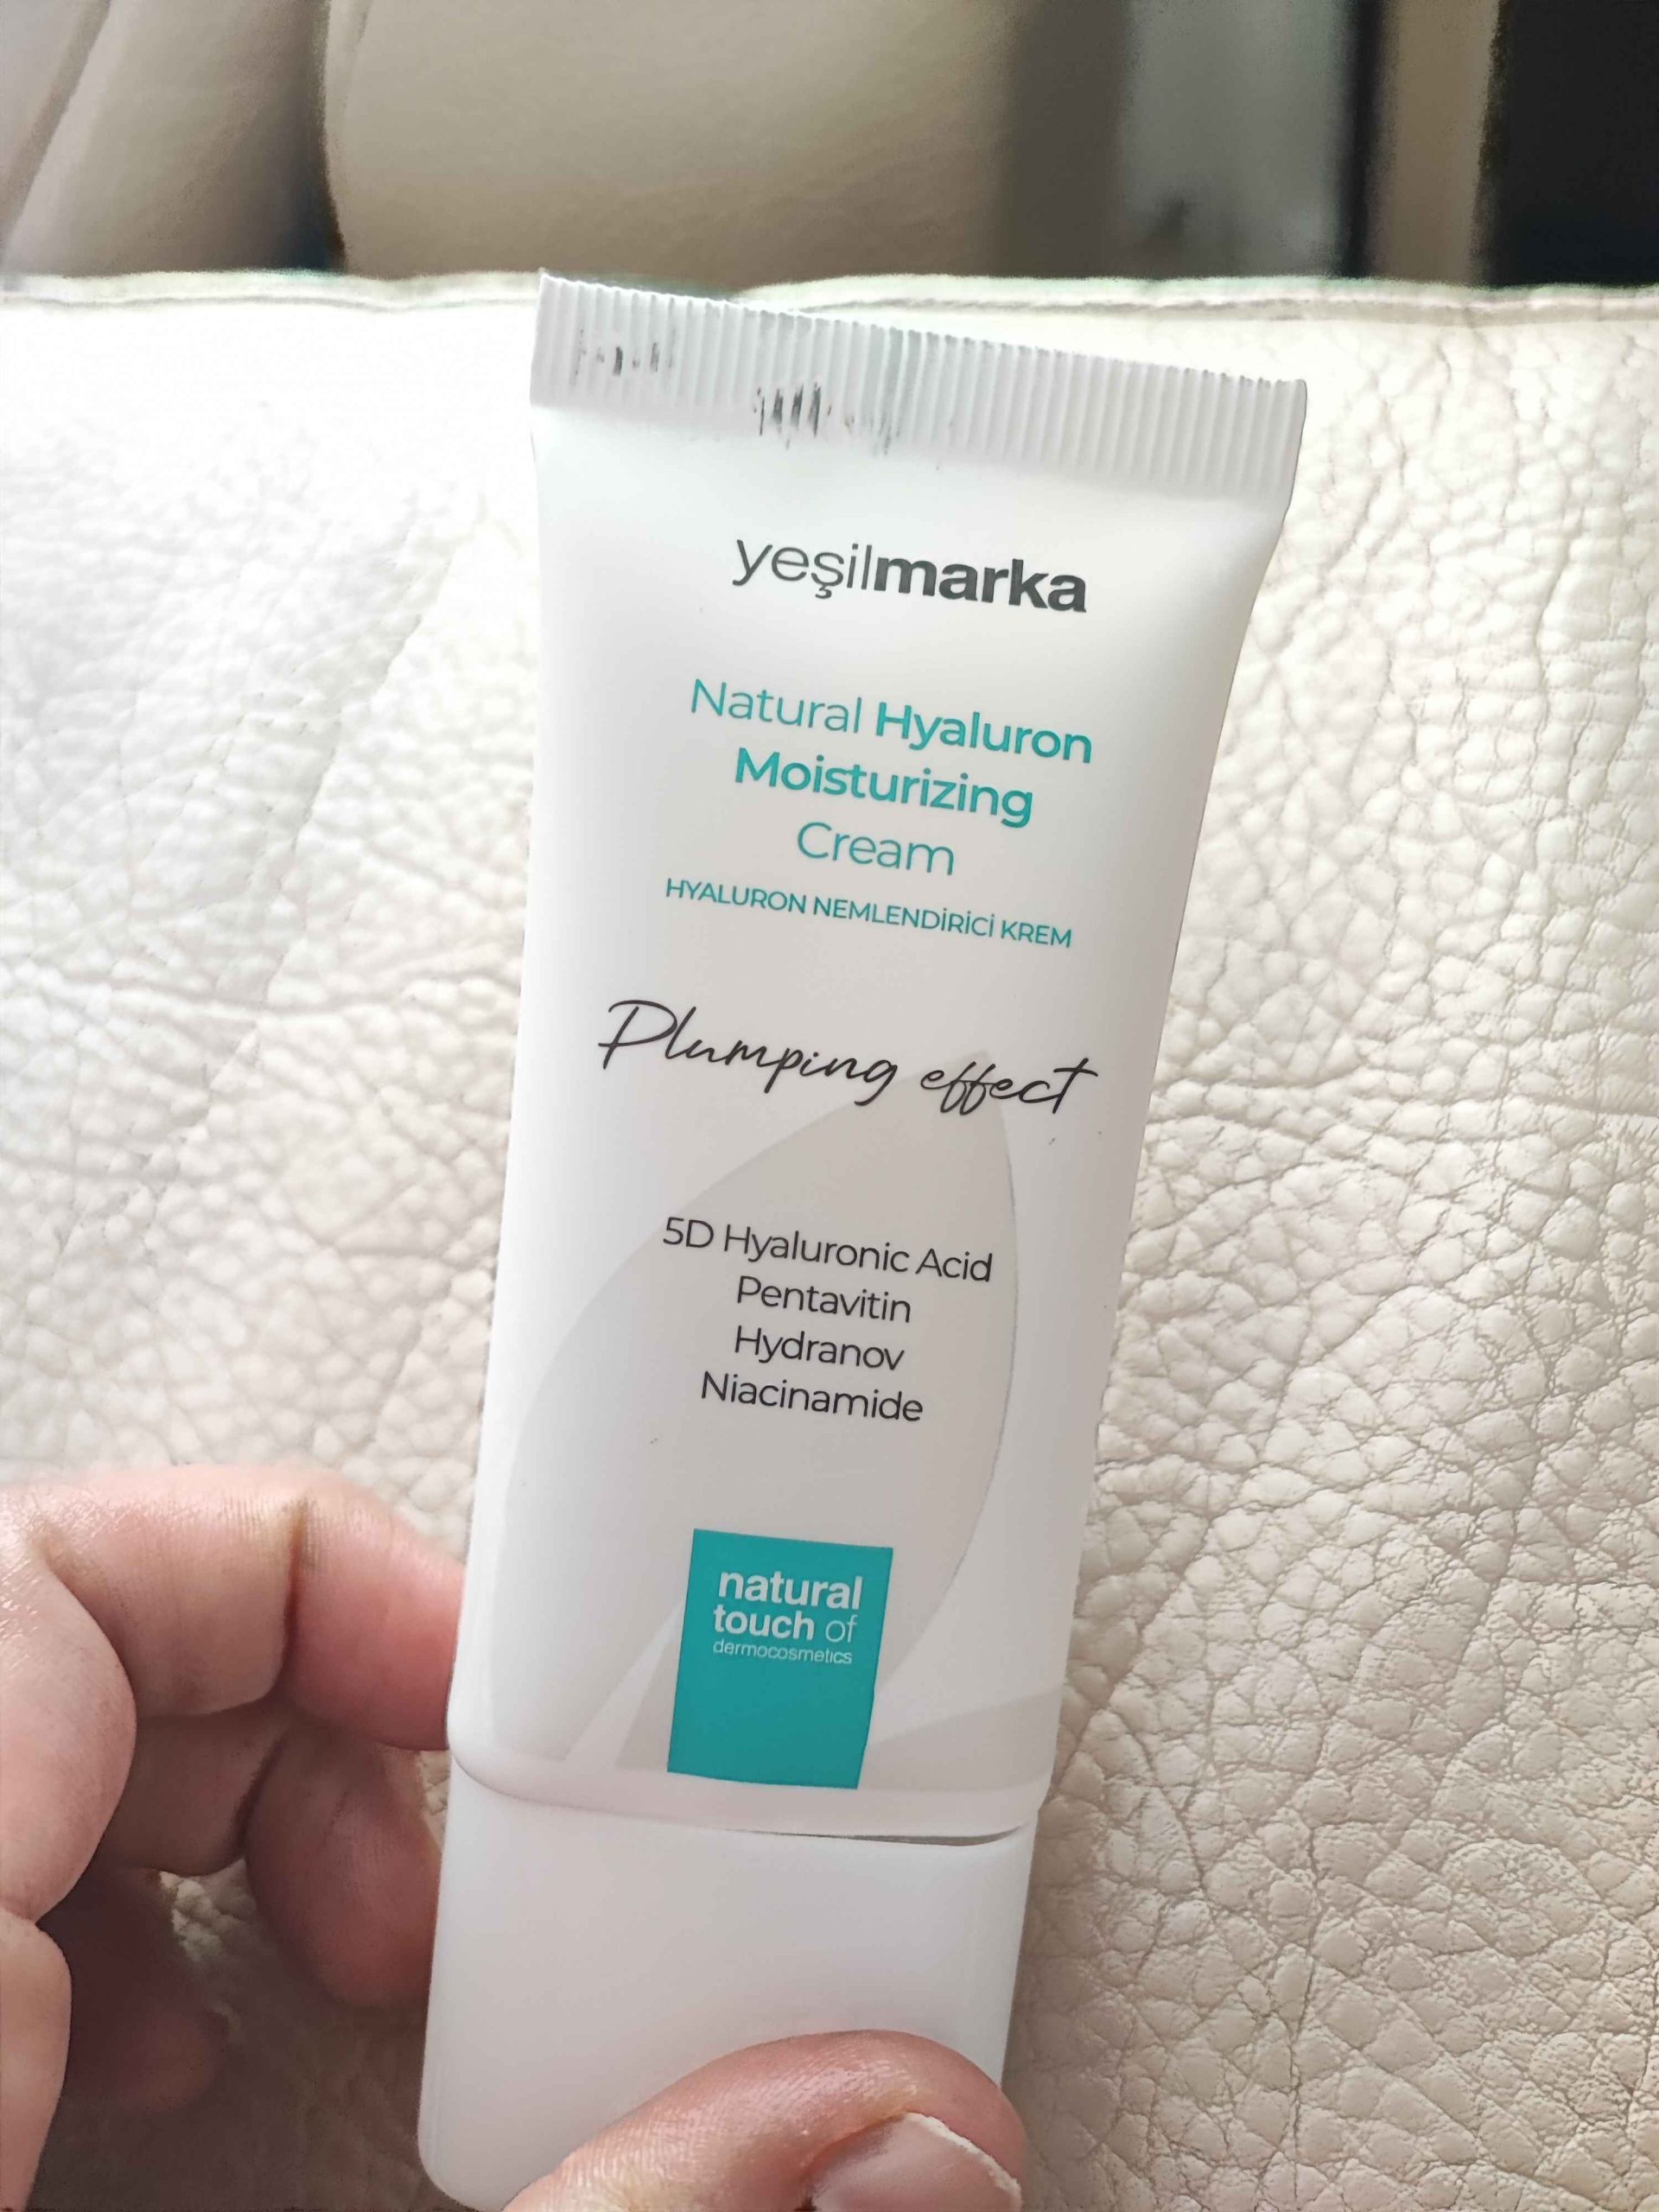 yeşilmarka
Natural Hyaluron
Moisturizing
Cream
HYALURON NEMLENDİRİCİ KREM
Plumping effect
5D Hyaluronic Acid
Pentavitin
Hydranov
Niacinamide
natural
touch of
dermocosmetics